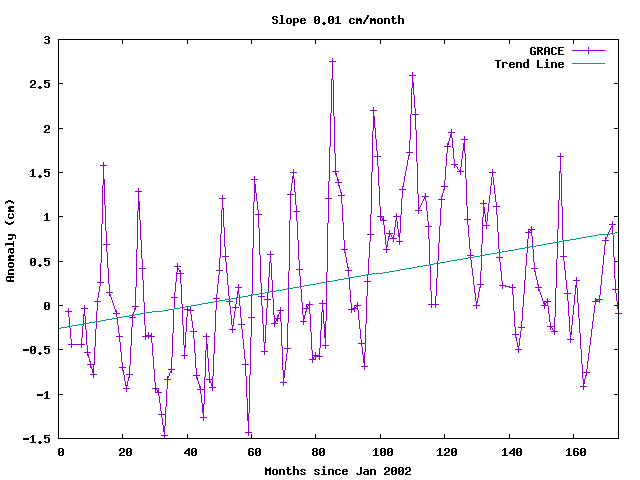 Slope 0.01 cm/month
GRACE
Trend Line
3
2.5
2
1.5
1
0.5
0
-0.5
-1
-1.5
Anomaly (cm)
0 20 40 60 80 100 120 140 160
Months since Jan 2002